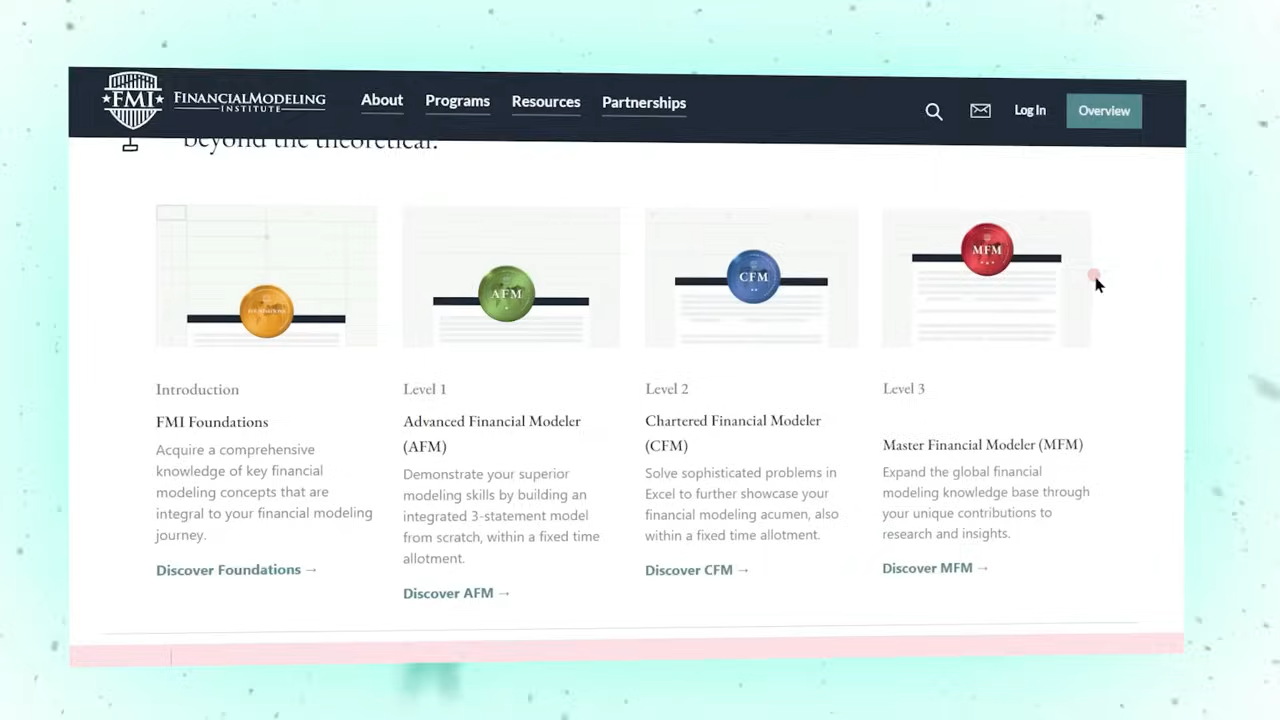 FMI
FINANCIALMODELING
INSTITUTE
About
Programs
Resources
Partnerships
Log In
Overview
beyond the theoretical.
FOUNDATIONS
AFM
CFM
MFM
Introduction
FMI Foundations
Acquire a comprehensive
knowledge of key financial
modeling concepts that are
integral to your financial modeling
journey.
Discover Foundations →
Level 1
Advanced Financial Modeler
(AFM)
Demonstrate your superior
modeling skills by building an
integrated 3-statement model
from scratch, within a fixed time
allotment.
Discover AFM →
Level 2
Chartered Financial Modeler
(CFM)
Solve sophisticated problems in
Excel to further showcase your
financial modeling acumen, also
within a fixed time allotment.
Discover CFM →
Level 3
Master Financial Modeler (MFM)
Expand the global financial
modeling knowledge base through
your unique contributions to
research and insights.
Discover MFM →